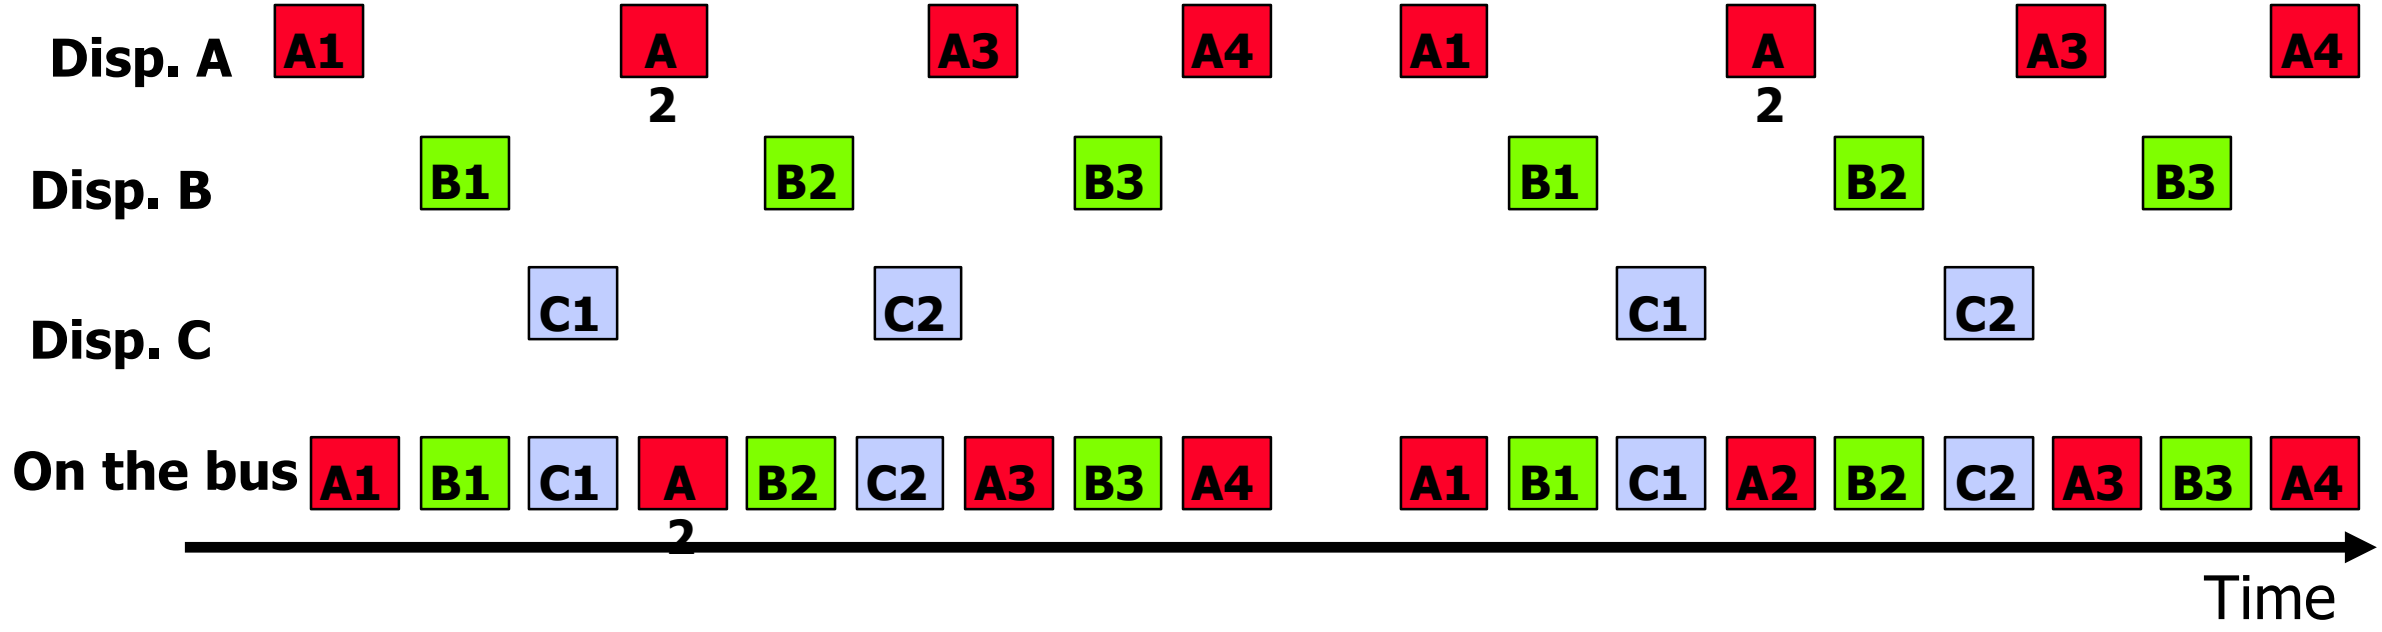 Disp. A A1 A A3 A4 A1 A A3 A4
2 2
Disp. B B1 B2 B3 B1 B2 B3
Disp. C C1 C2 C1 C2
On the bus A1 B1 C1 A B2 C2 A3 B3 A4 A1 B1 C1 A2 B2 C2 A3 B3 A4
2
Time